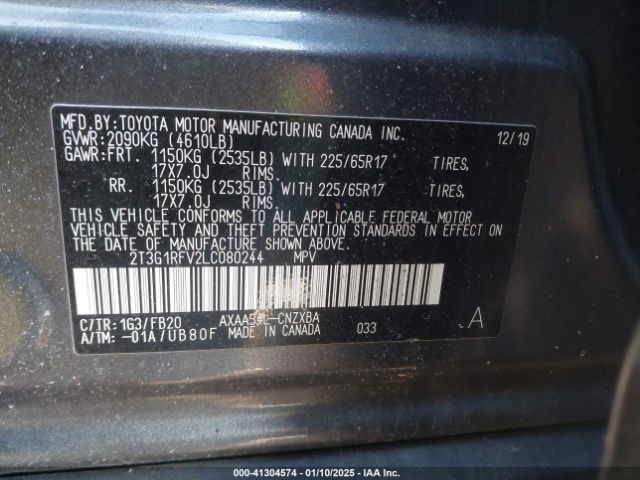 MFD.BY:TOYOTA MOTOR MANUFACTURING CANADA INC.
GVWR:2090KG (4610LB) 12/19
GAWR:FRT. 1150KG (2535LB) WITH 225/65R17 TIRES,
17X7.0J RIMS.
RR. 1150KG (2535LB) WITH 225/65R17 TIRES,
17X7.0J RIMS.
THIS VEHICLE CONFORMS TO ALL APPLICABLE FEDERAL MOTOR
VEHICLE SAFETY AND THEFT PREVENTION STANDARDS IN EFFECT ON
THE DATE OF MANUFACTURE SHOWN ABOVE.
2T3G1RFV2LC080244 MPV
C/TR:1G3/FB20 AXAA54L-CNZXBA
A/TM:-01A/UB80F MADE IN CANADA 033 A
000-41304574 / 01/10/2025 - IAA Inc.